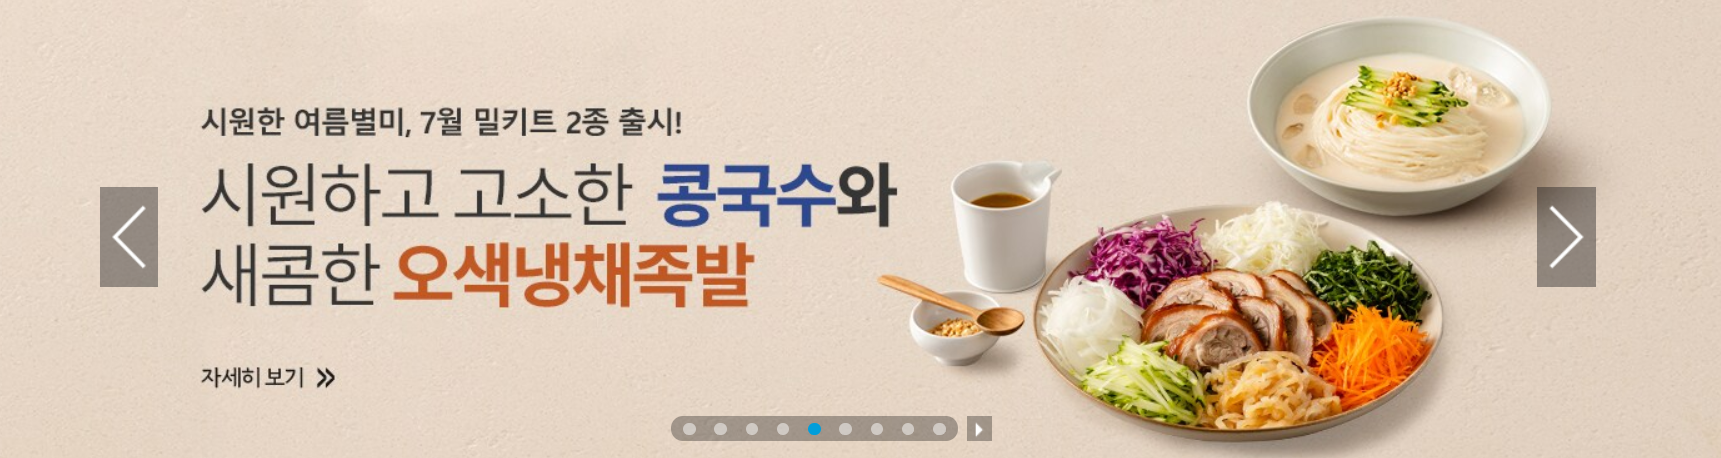 시원한 여름별미, 7월 밀키트 2종 출시!
시원하고 고소한 콩국수와
새콤한 오색냉채족발
자세히 보기 »